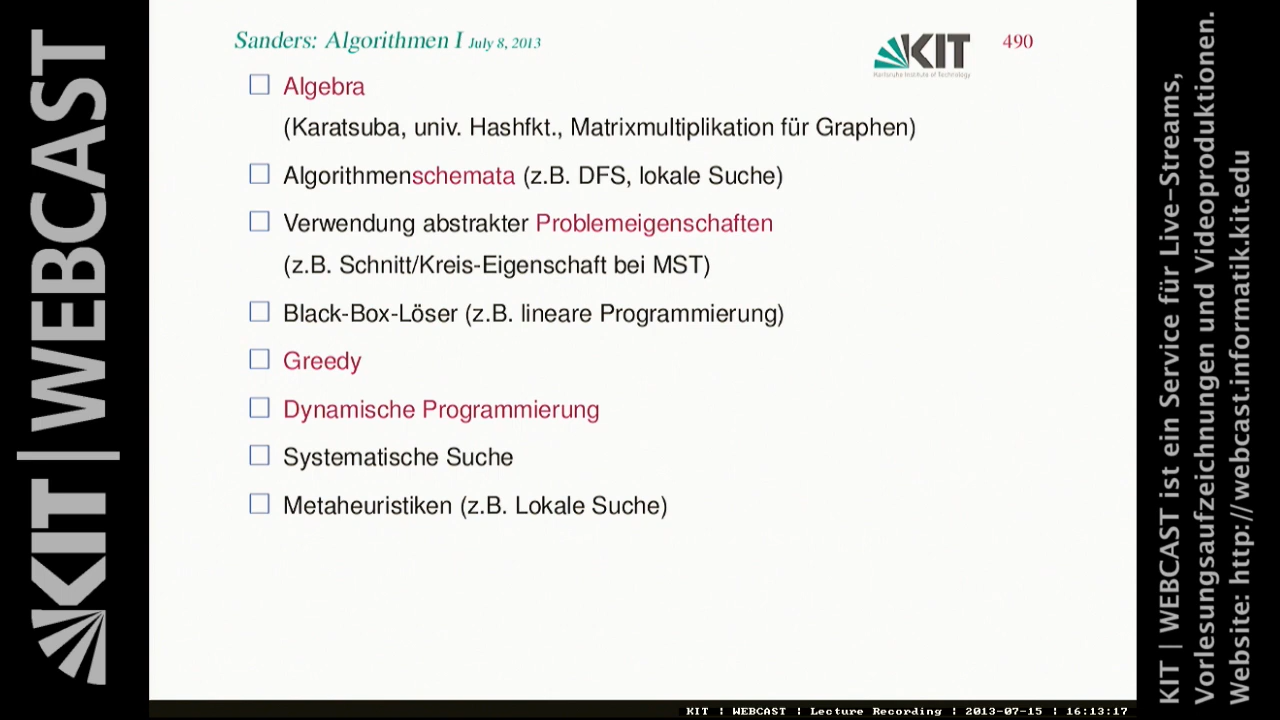 KIT | WEBCAST
Sanders: Algorithmen I July 8, 2013
KIT
Karlsruhe Institute of Technology
490
Algebra
(Karatsuba, univ. Hashfkt., Matrixmultiplikation für Graphen)
Algorithmenschemata (z.B. DFS, lokale Suche)
Verwendung abstrakter Problemeigenschaften
(z.B. Schnitt/Kreis-Eigenschaft bei MST)
Black-Box-Löser (z.B. lineare Programmierung)
Greedy
Dynamische Programmierung
Systematische Suche
Metaheuristiken (z.B. Lokale Suche)
KIT | WEBCAST | Lecture Recording | 2013-07-15 | 16:13:17
KIT | WEBCAST ist ein Service für Live-Streams,
Vorlesungsaufzeichnungen und Videoproduktionen.
Website: http://webcast.informatik.kit.edu